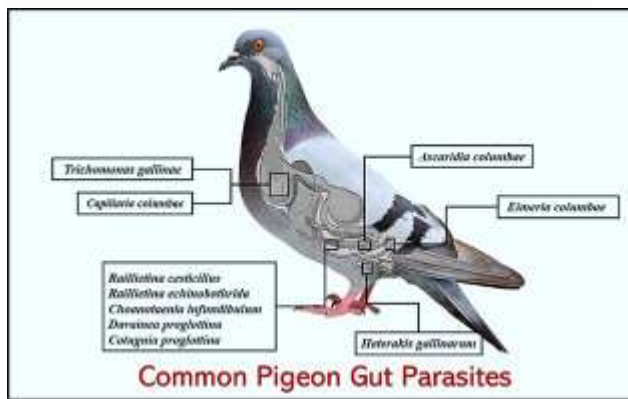 Trichomonas gallinae
Capillaria columbae
Ascaridia columbae
Eimeria columbae
Raillietina cesticillus
Raillietina echinobothrida
Choanotaenia infundibulum
Davainea proglottina
Cotugnia proglottina
Heterakis gallinarum
Common Pigeon Gut Parasites